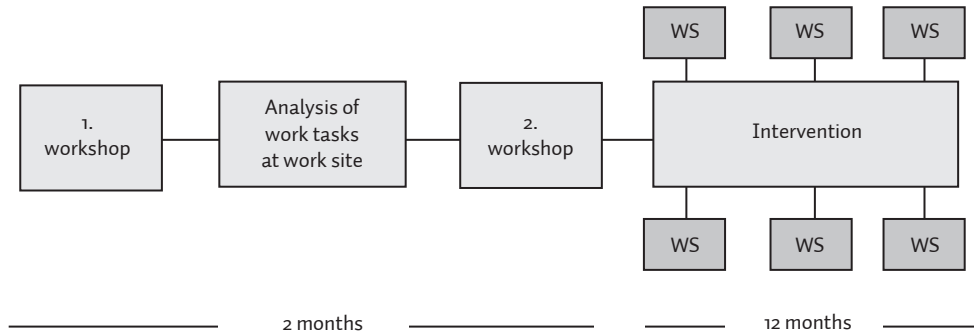 WS WS WS
1.
workshop
Analysis of
work tasks
at work site
2.
workshop
Intervention
WS WS WS
2 months 12 months